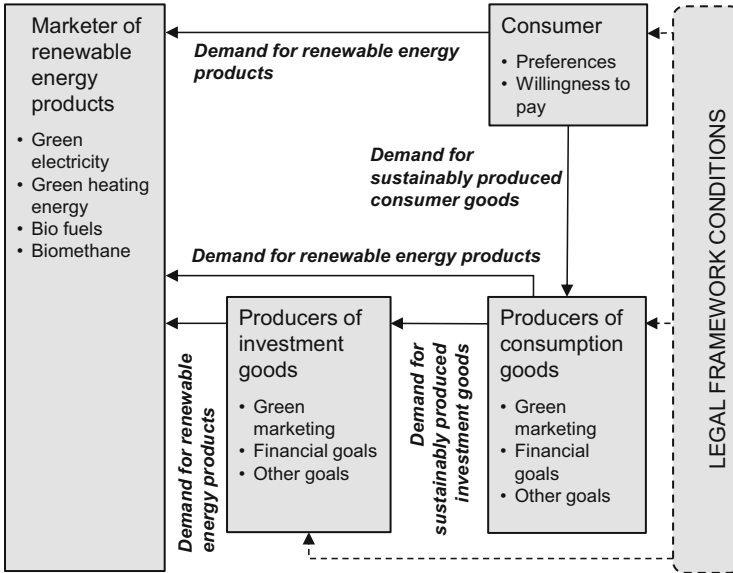 Marketer of
renewable
energy
products
• Green
electricity
• Green heating
energy
• Bio fuels
• Biomethane
Demand for renewable energy
products
Consumer
• Preferences
• Willingness to
pay
Demand for
sustainably produced
consumer goods
Demand for renewable energy products
Producers of
investment
goods
• Green
marketing
• Financial goals
• Other goals
Demand for renewable
energy products
Demand for
sustainably produced
investment goods
Producers of
consumption
goods
• Green
marketing
• Financial
goals
• Other goals
LEGAL FRAMEWORK CONDITIONS